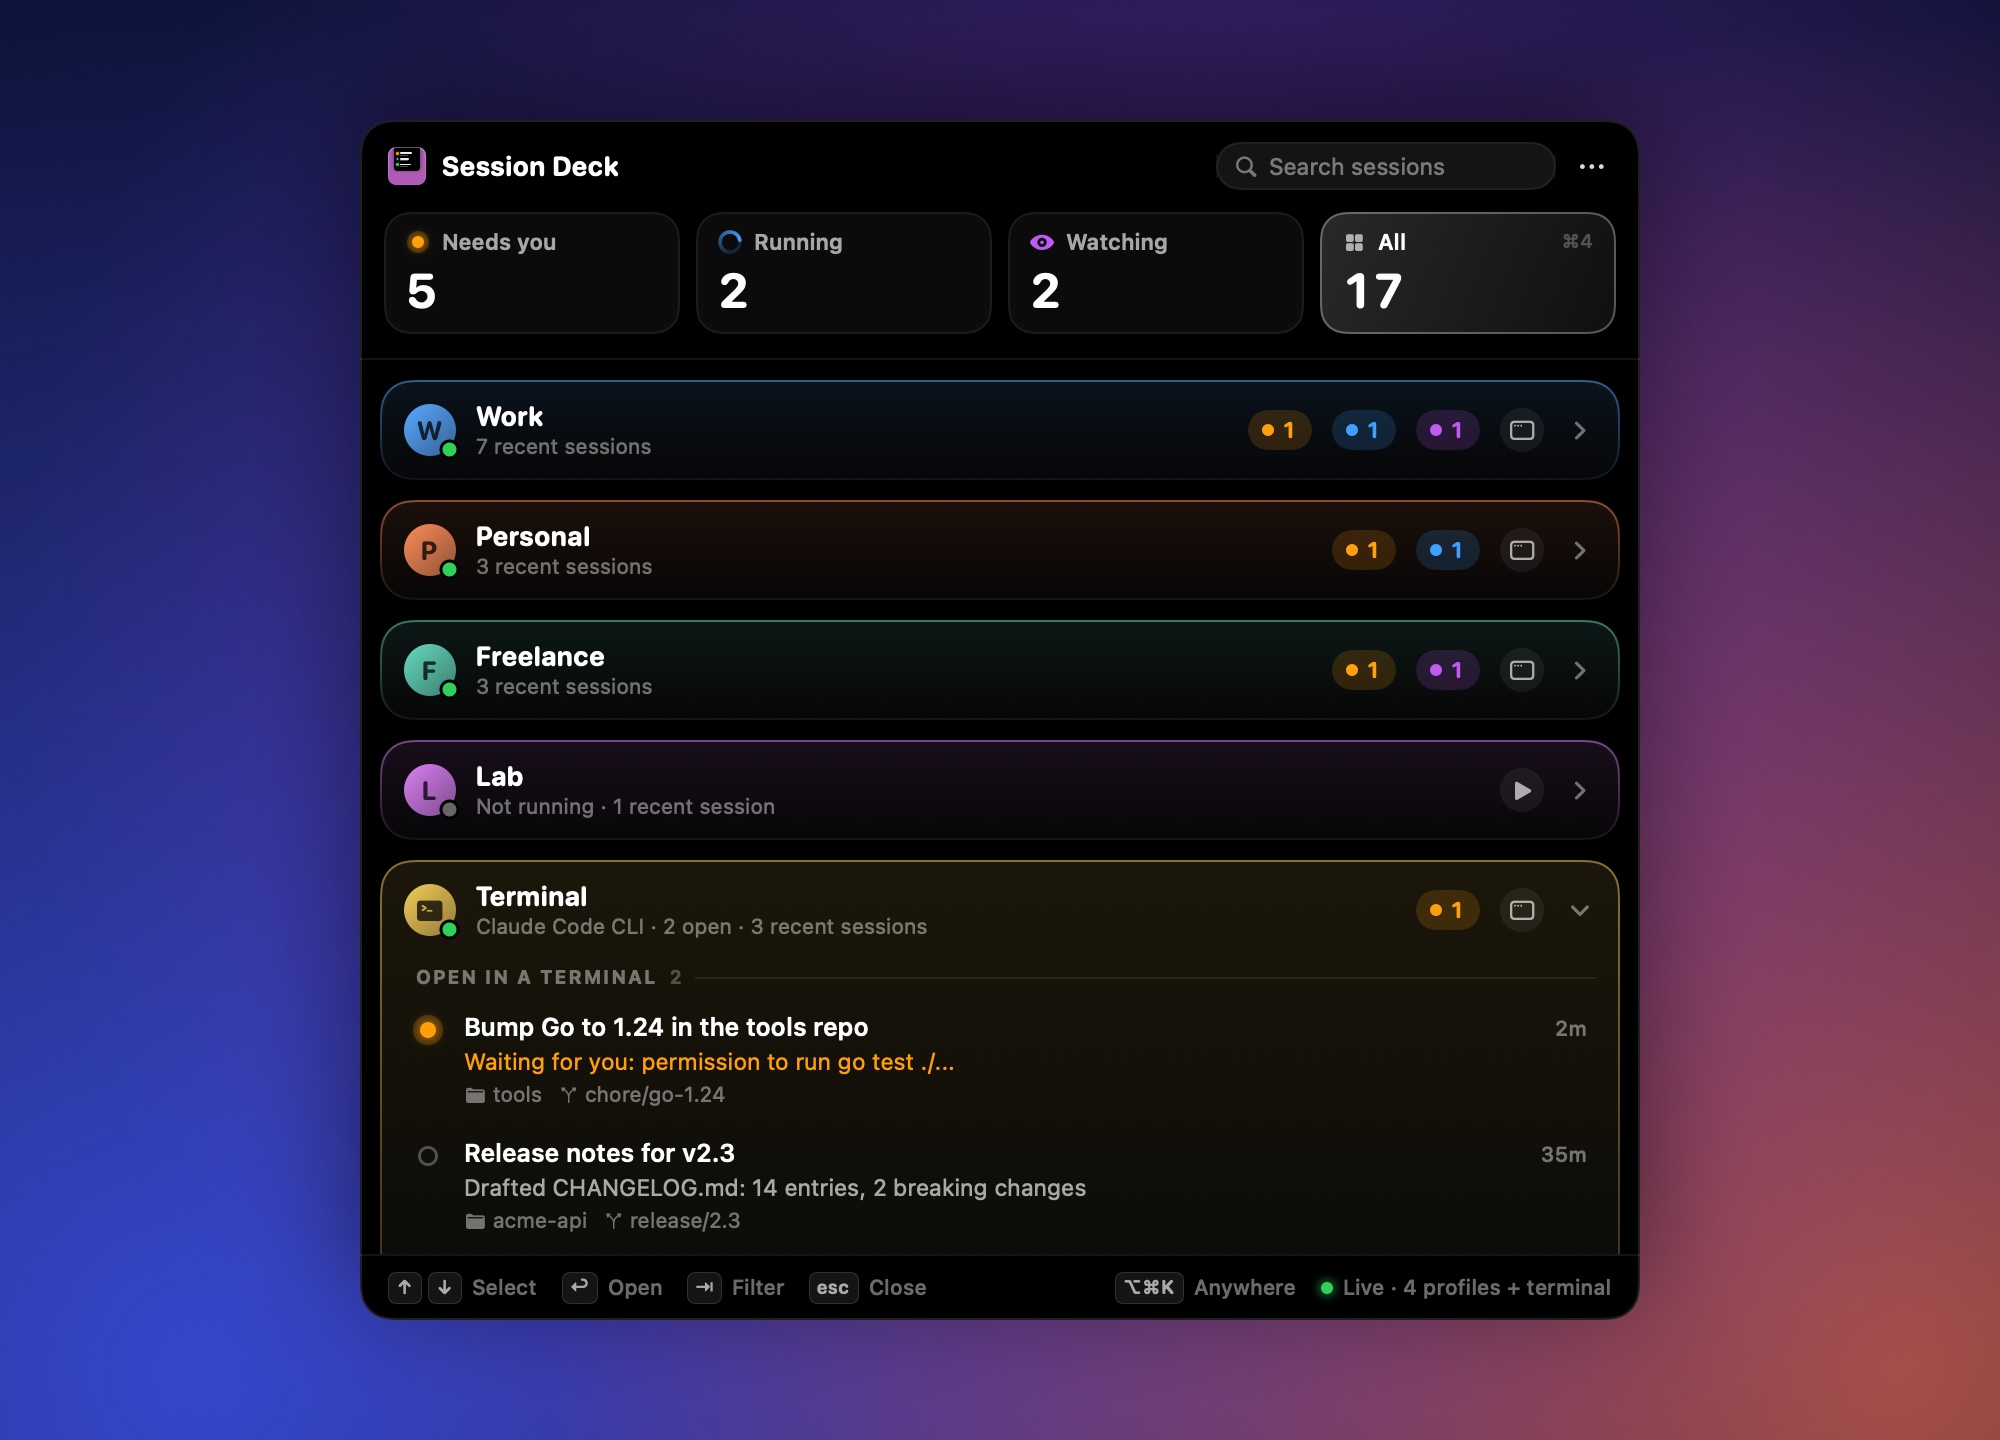 Session Deck
Search sessions
Needs you
5
Running
2
Watching
2
All
⌘4
17
W
Work
7 recent sessions
1
1
1
P
Personal
3 recent sessions
1
1
F
Freelance
3 recent sessions
1
1
L
Lab
Not running · 1 recent session
Terminal
Claude Code CLI · 2 open · 3 recent sessions
1
OPEN IN A TERMINAL 2
Bump Go to 1.24 in the tools repo
2m
Waiting for you: permission to run go test ./...
tools chore/go-1.24
Release notes for v2.3
35m
Drafted CHANGELOG.md: 14 entries, 2 breaking changes
acme-api release/2.3
↑ ↓ Select ↩ Open ⇥ Filter esc Close ⌥⌘K Anywhere Live · 4 profiles + terminal